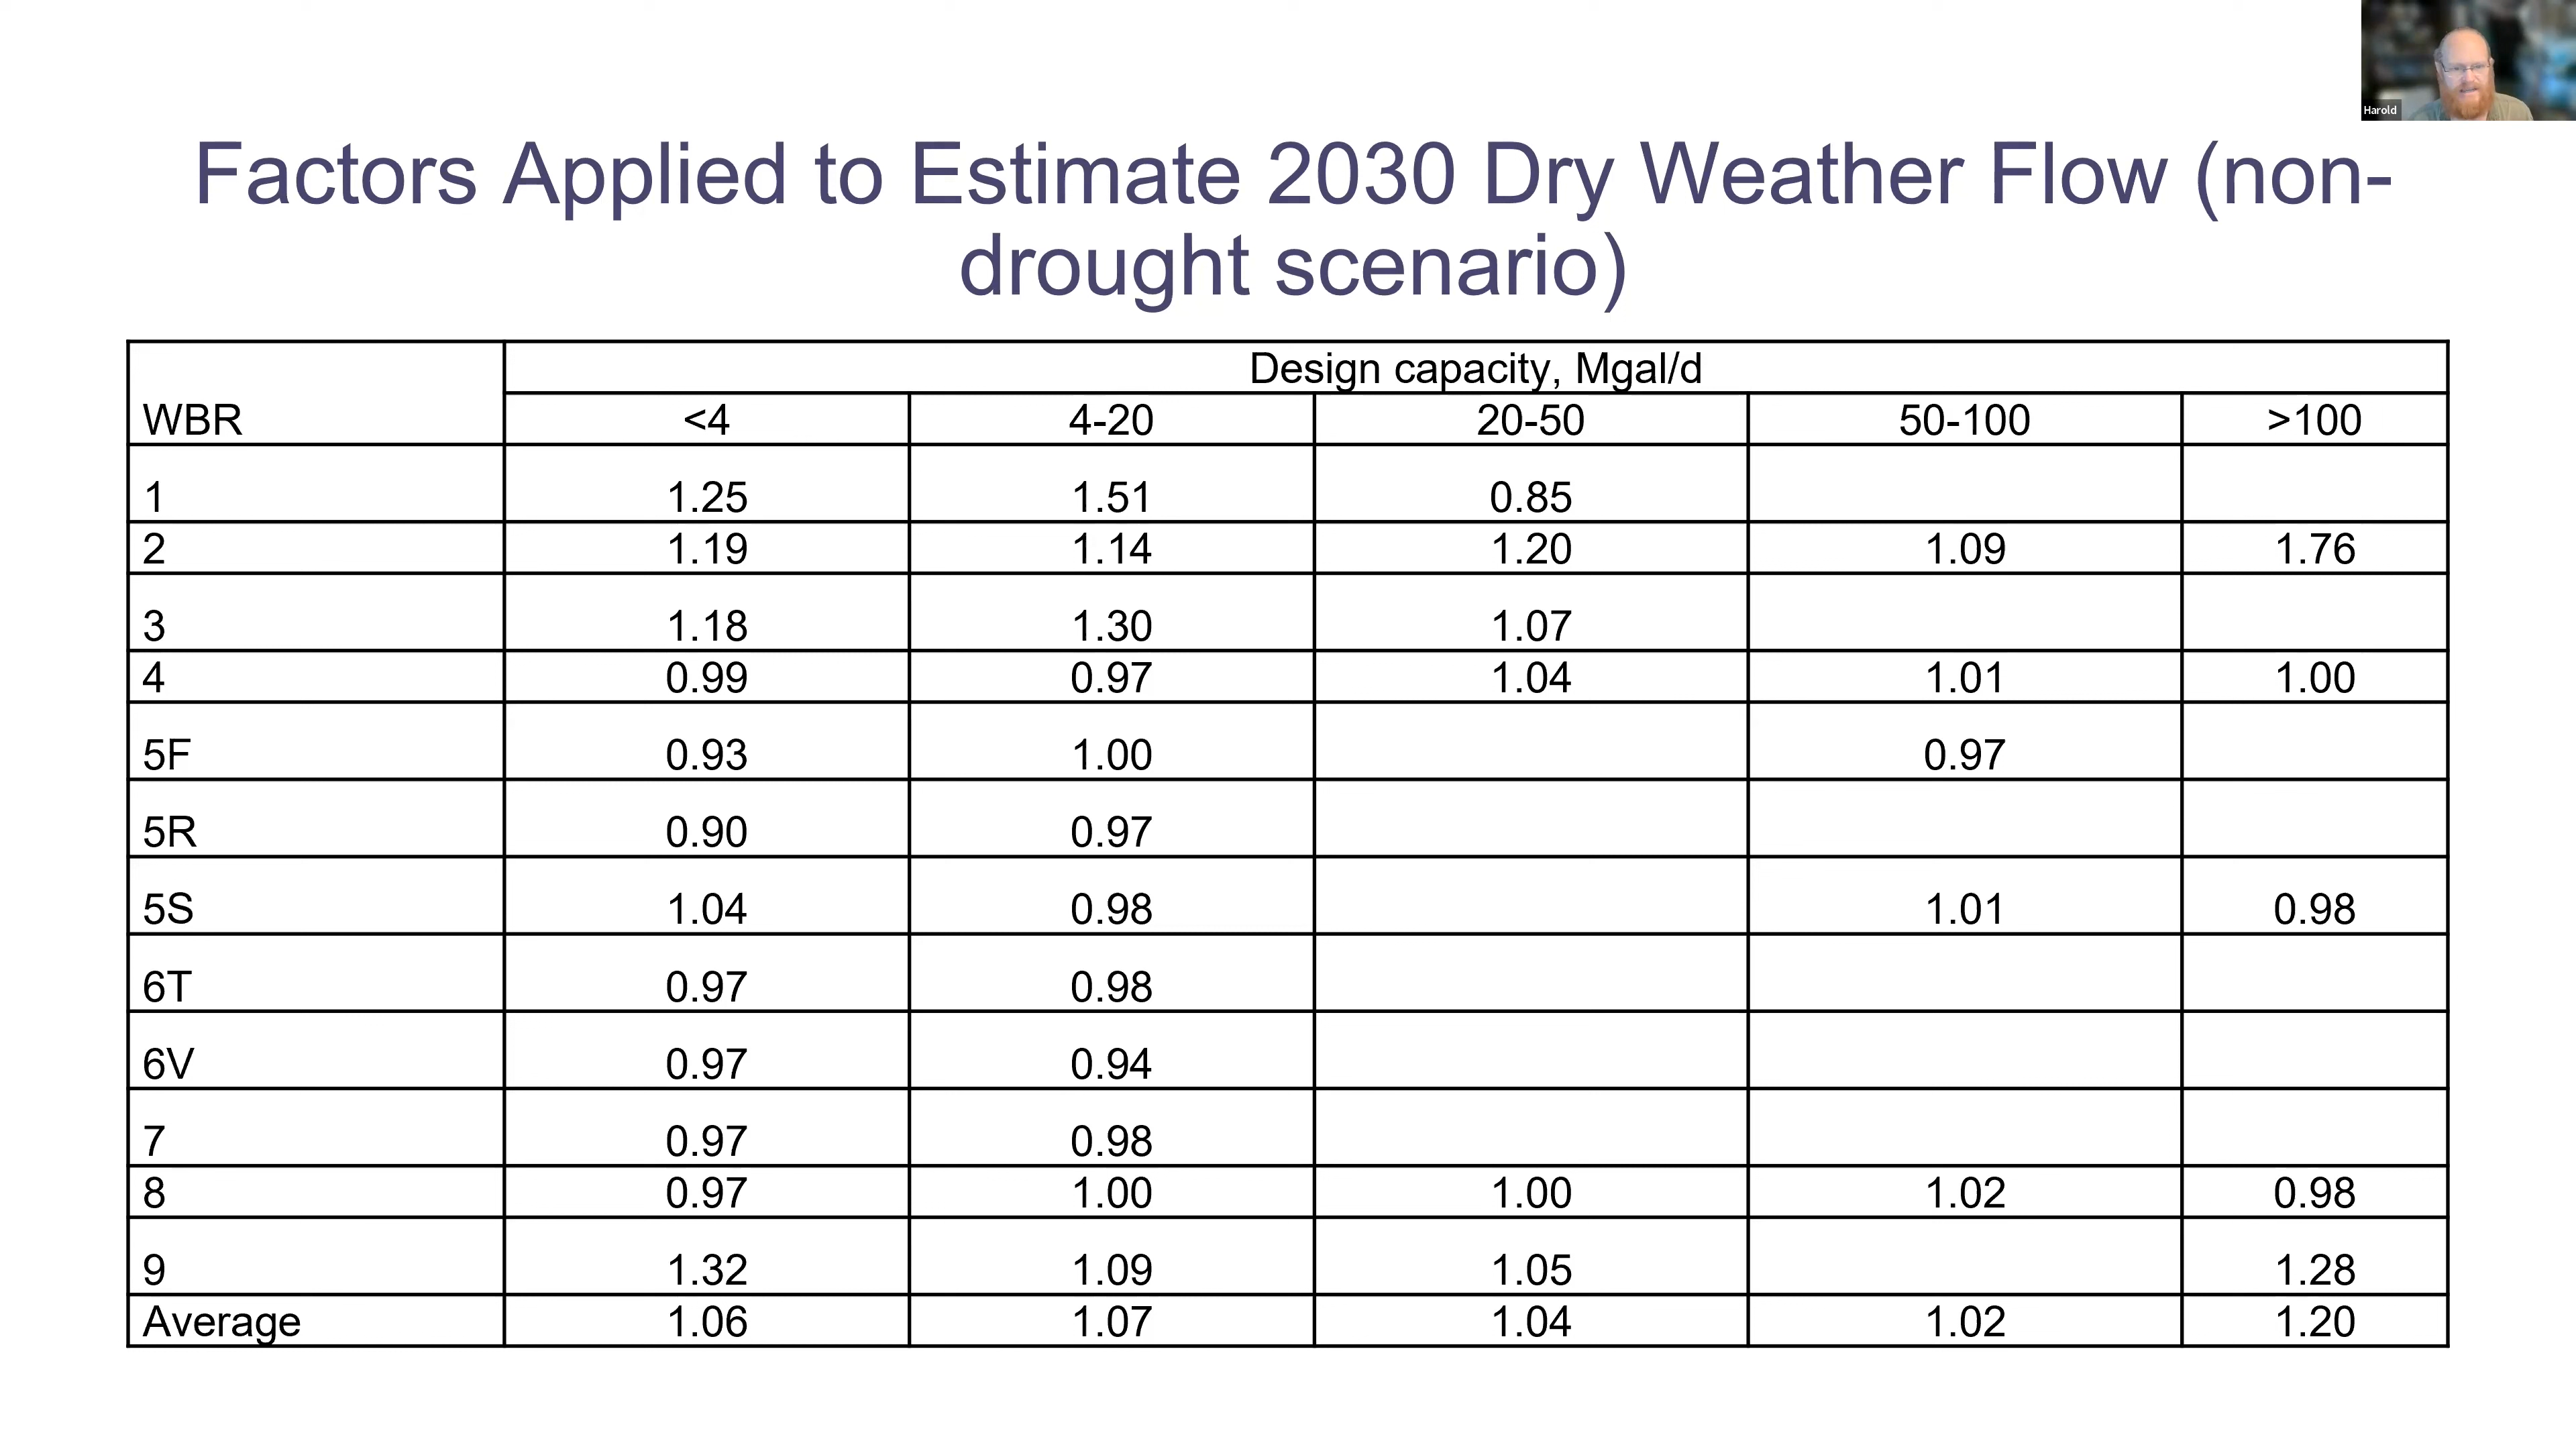 Harold
Factors Applied to Estimate 2030 Dry Weather Flow (non-
drought scenario)
Design capacity, Mgal/d
WBR <4 4-20 20-50 50-100 >100
1 1.25 1.51 0.85
2 1.19 1.14 1.20 1.09 1.76
3 1.18 1.30 1.07
4 0.99 0.97 1.04 1.01 1.00
5F 0.93 1.00 0.97
5R 0.90 0.97
5S 1.04 0.98 1.01 0.98
6T 0.97 0.98
6V 0.97 0.94
7 0.97 0.98
8 0.97 1.00 1.00 1.02 0.98
9 1.32 1.09 1.05 1.28
Average 1.06 1.07 1.04 1.02 1.20